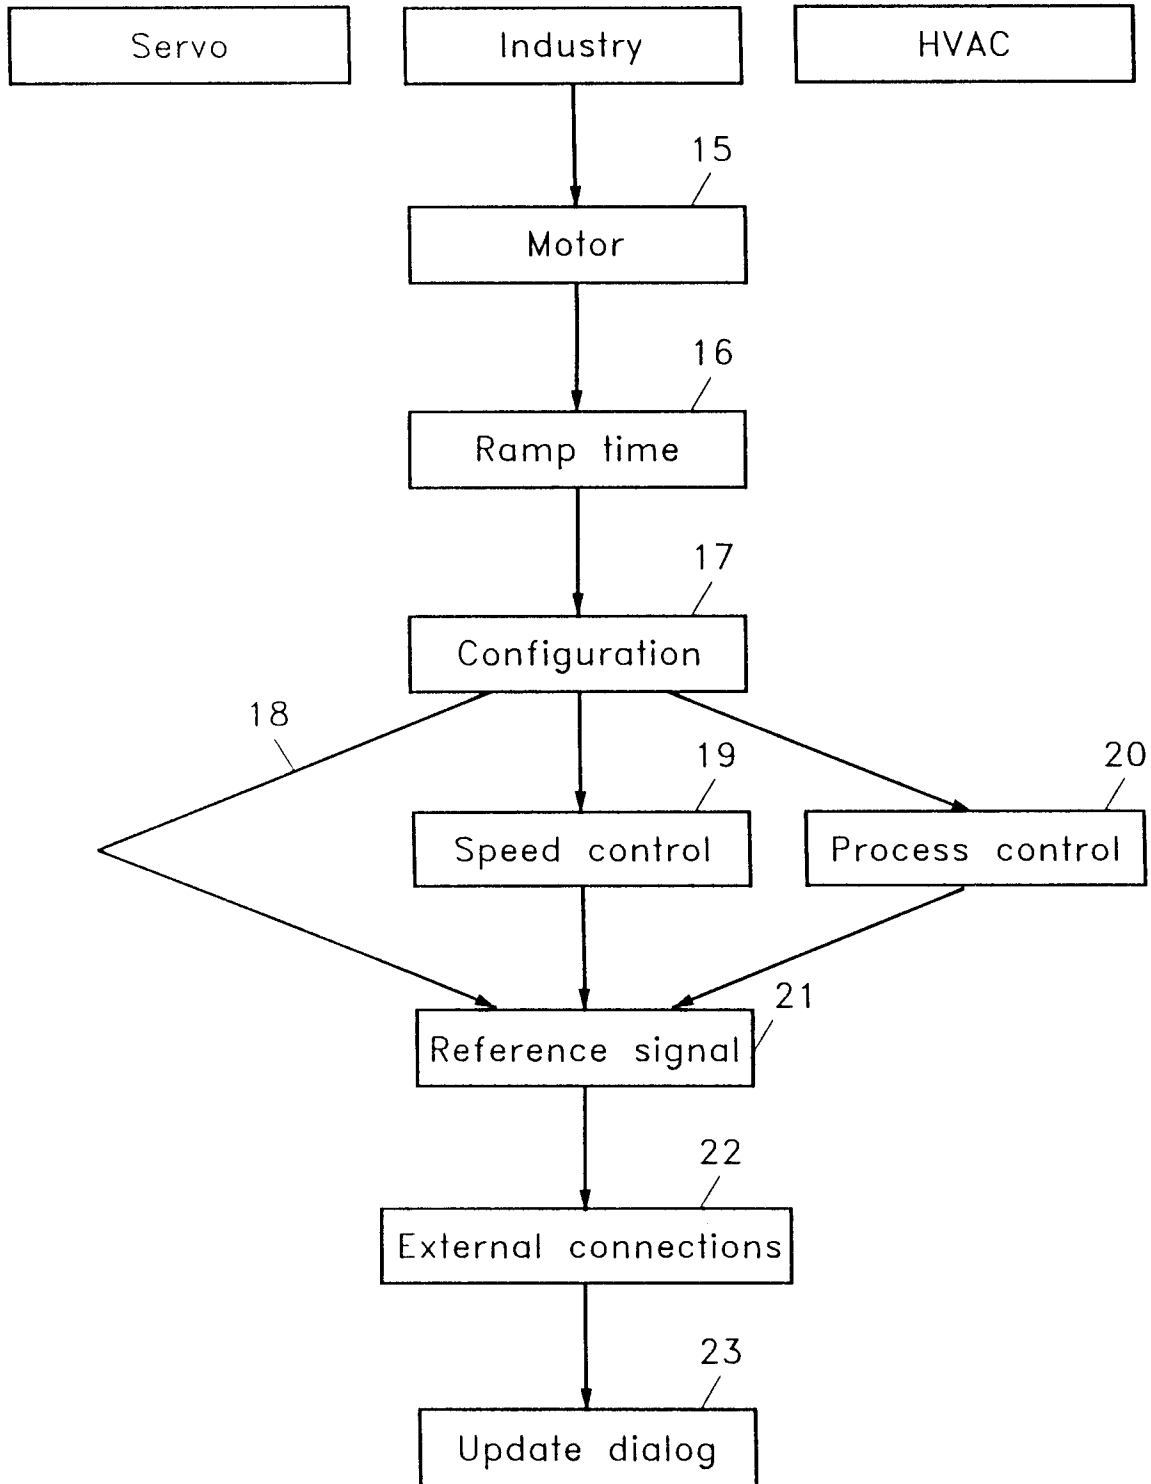 Servo
Industry
HVAC
15
Motor
16
Ramp time
17
Configuration
18
19
20
Speed control
Process control
21
Reference signal
22
External connections
23
Update dialog